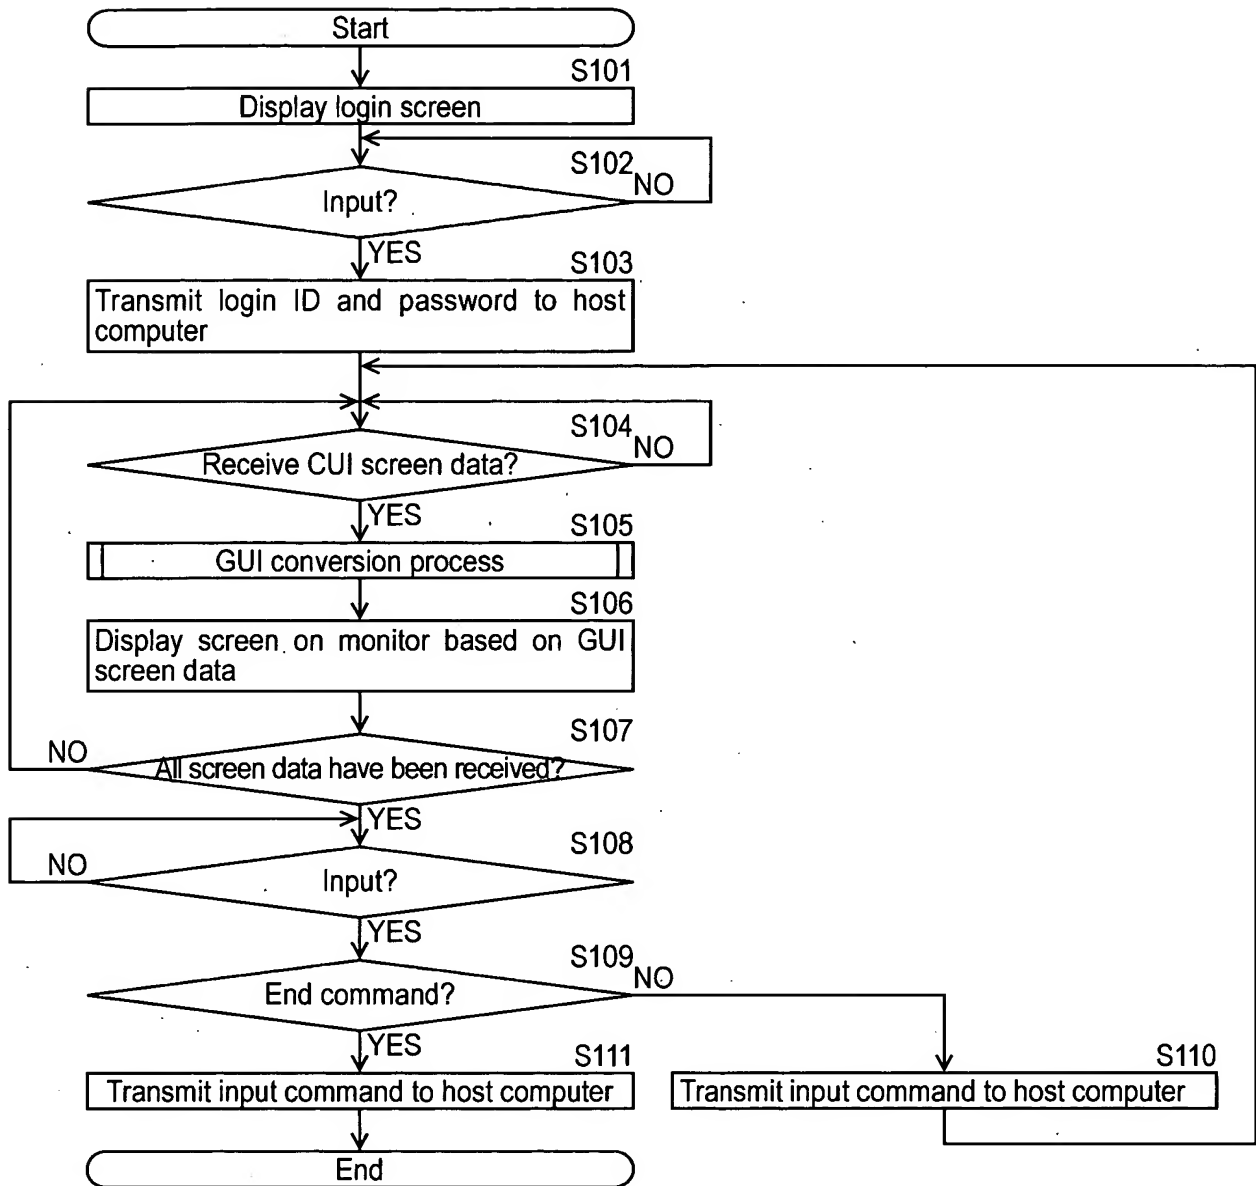 Start
S101
Display login screen
S102
NO
Input?
YES
S103
Transmit login ID and password to host
computer
S104
NO
Receive CUI screen data?
YES
S105
GUI conversion process
S106
Display screen on monitor based on GUI
screen data
S107
NO
All screen data have been received?
YES
S108
NO
Input?
YES
S109
NO
End command?
YES
S111
Transmit input command to host computer
S110
Transmit input command to host computer
End